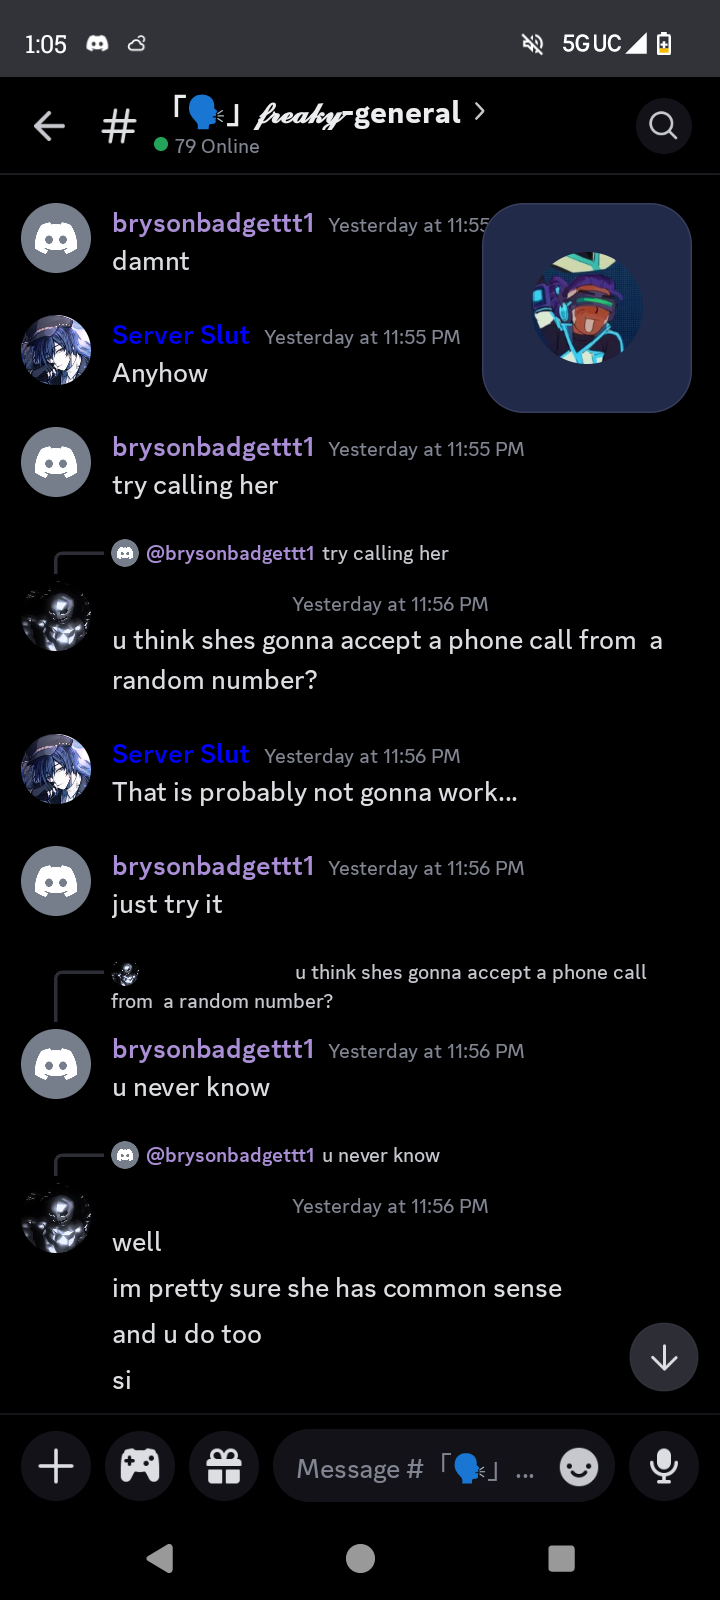 1:05 5G UC
「🗣️」 𝓯𝓻𝓮𝓪𝓴𝔂-general
79 Online
brysonbadgettt1 Yesterday at 11:55
damnt
Server Slut Yesterday at 11:55 PM
Anyhow
brysonbadgettt1 Yesterday at 11:55 PM
try calling her
@brysonbadgettt1 try calling her
Yesterday at 11:56 PM
u think shes gonna accept a phone call from  a
random number?
Server Slut Yesterday at 11:56 PM
That is probably not gonna work...
brysonbadgettt1 Yesterday at 11:56 PM
just try it
u think shes gonna accept a phone call
from  a random number?
brysonbadgettt1 Yesterday at 11:56 PM
u never know
@brysonbadgettt1 u never know
Yesterday at 11:56 PM
well
im pretty sure she has common sense
and u do too
si
Message #「🗣️」 ...